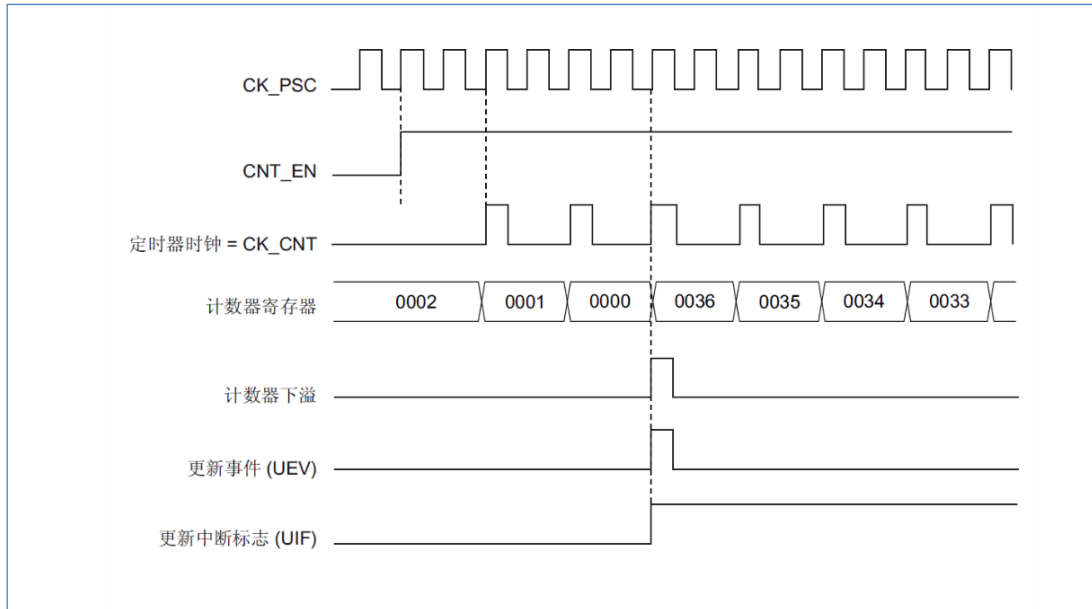 CK_PSC
CNT_EN
定时器时钟 = CK_CNT
计数器寄存器 0002 0001 0000 0036 0035 0034 0033
计数器下溢
更新事件 (UEV)
更新中断标志 (UIF)